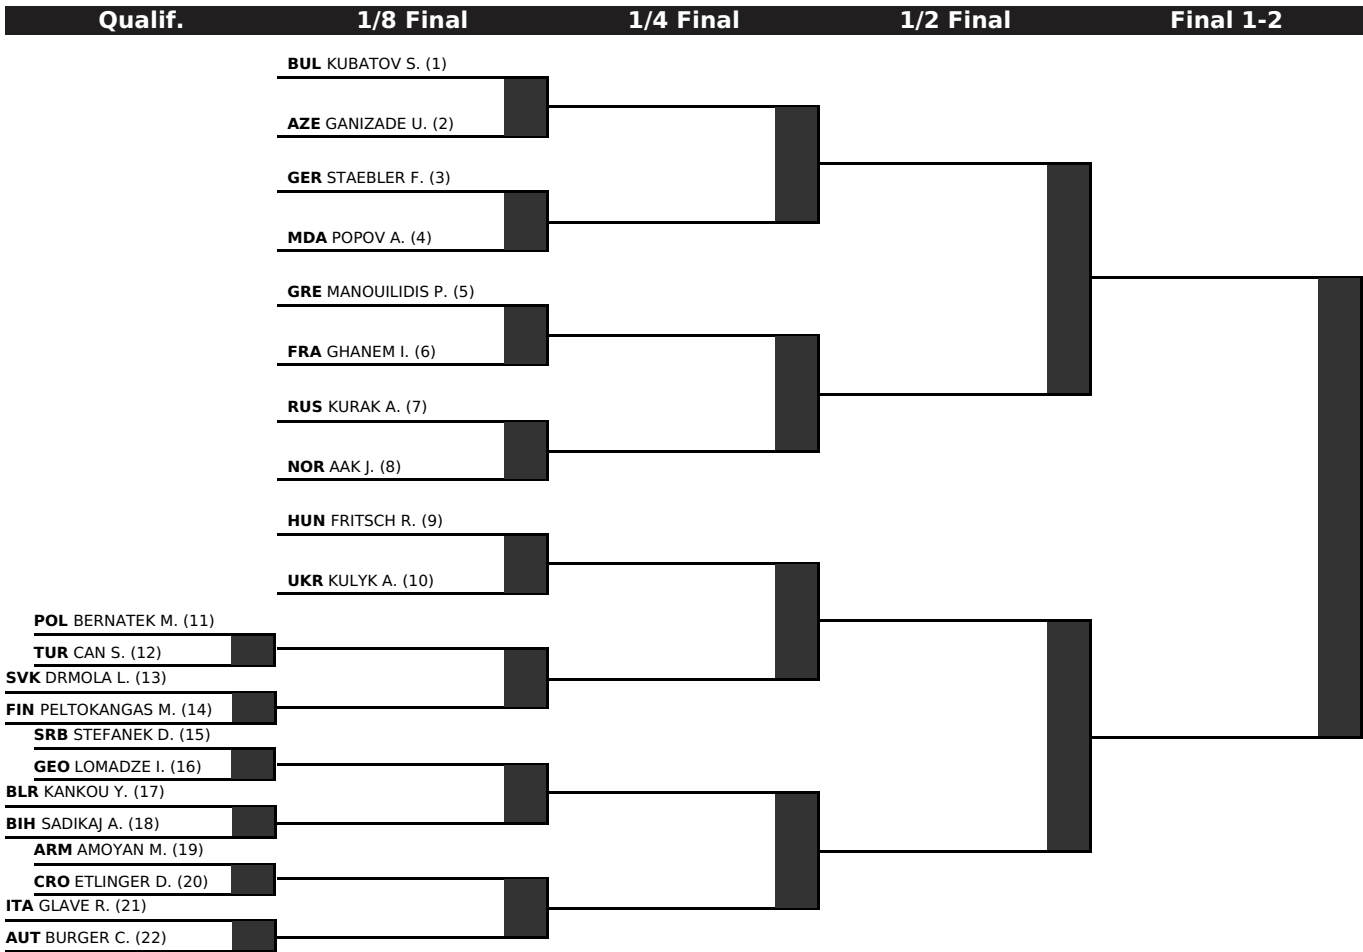 Qualif. 1/8 Final 1/4 Final 1/2 Final Final 1-2
BUL KUBATOV S. (1)
AZE GANIZADE U. (2)
GER STAEBLER F. (3)
MDA POPOV A. (4)
GRE MANOUILIDIS P. (5)
FRA GHANEM I. (6)
RUS KURAK A. (7)
NOR AAK J. (8)
HUN FRITSCH R. (9)
UKR KULYK A. (10)
POL BERNATEK M. (11)
TUR CAN S. (12)
SVK DRMOLA L. (13)
FIN PELTOKANGAS M. (14)
SRB STEFANEK D. (15)
GEO LOMADZE I. (16)
BLR KANKOU Y. (17)
BIH SADIKAJ A. (18)
ARM AMOYAN M. (19)
CRO ETLINGER D. (20)
ITA GLAVE R. (21)
AUT BURGER C. (22)